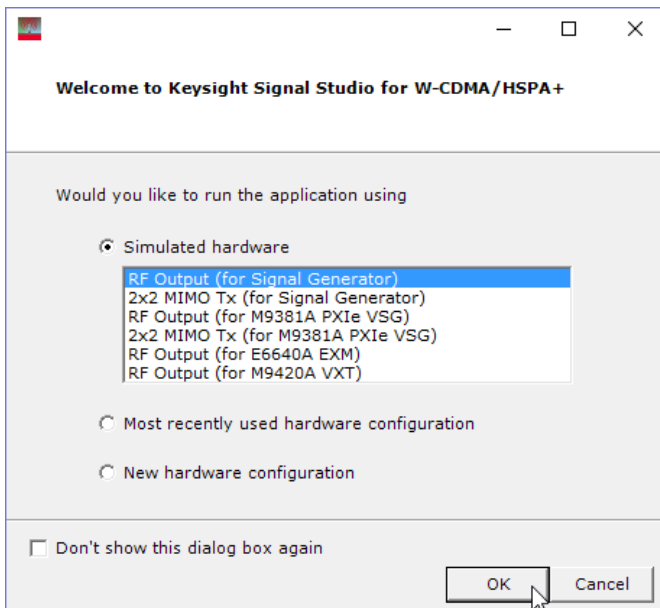 Welcome to Keysight Signal Studio for W-CDMA/HSPA+
Would you like to run the application using
Simulated hardware
RF Output (for Signal Generator)
2x2 MIMO Tx (for Signal Generator)
RF Output (for M9381A PXIe VSG)
2x2 MIMO Tx (for M9381A PXIe VSG)
RF Output (for E6640A EXM)
RF Output (for M9420A VXT)
Most recently used hardware configuration
New hardware configuration
Don't show this dialog box again
OK Cancel